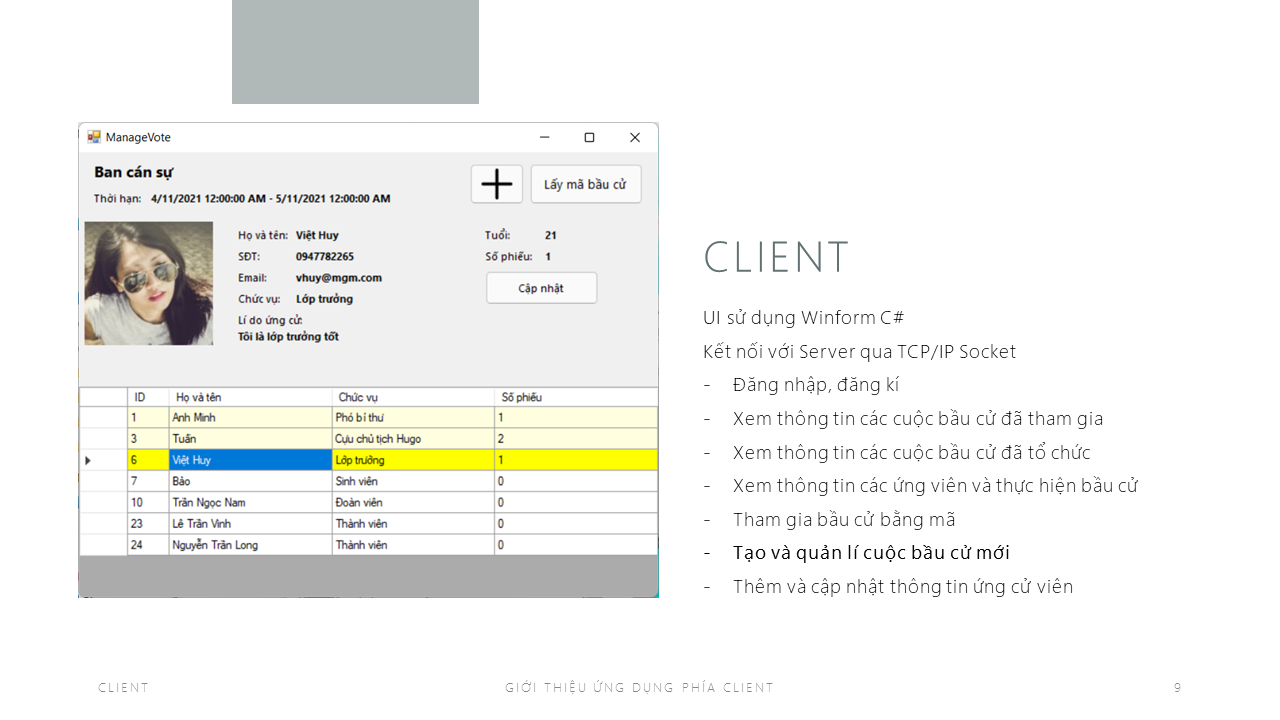 ManageVote
Ban cán sự
Lấy mã bầu cử
Thời hạn: 4/11/2021 12:00:00 AM - 5/11/2021 12:00:00 AM
Họ và tên: Việt Huy
Tuổi: 21
SĐT: 0947782265
Số phiếu: 1
Email: vhuy@mgm.com
Cập nhật
Chức vụ: Lớp trưởng
Lí do ứng cử:
Tôi là lớp trưởng tốt
ID Họ và tên Chức vụ Số phiếu
1 Anh Minh Phó bí thư 1
3 Tuấn Cựu chủ tịch Hugo 2
6 Việt Huy Lớp trưởng 1
7 Bảo Sinh viên 0
10 Trần Ngọc Nam Đoàn viên 0
23 Lê Trần Vinh Thành viên 0
24 Nguyễn Trần Long Thành viên 0
CLIENT
UI sử dụng Winform C#
Kết nối với Server qua TCP/IP Socket
- Đăng nhập, đăng kí
- Xem thông tin các cuộc bầu cử đã tham gia
- Xem thông tin các cuộc bầu cử đã tổ chức
- Xem thông tin các ứng viên và thực hiện bầu cử
- Tham gia bầu cử bằng mã
- Tạo và quản lí cuộc bầu cử mới
- Thêm và cập nhật thông tin ứng cử viên
CLIENT
GIỚI THIỆU ỨNG DỤNG PHÍA CLIENT
9